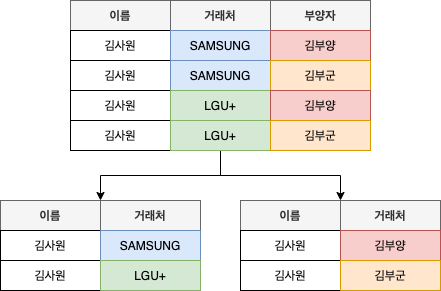 이름 거래처 부양자
김사원 SAMSUNG 김부양
김사원 SAMSUNG 김부군
김사원 LGU+ 김부양
김사원 LGU+ 김부군
이름 거래처
김사원 SAMSUNG
김사원 LGU+
이름 거래처
김사원 김부양
김사원 김부군